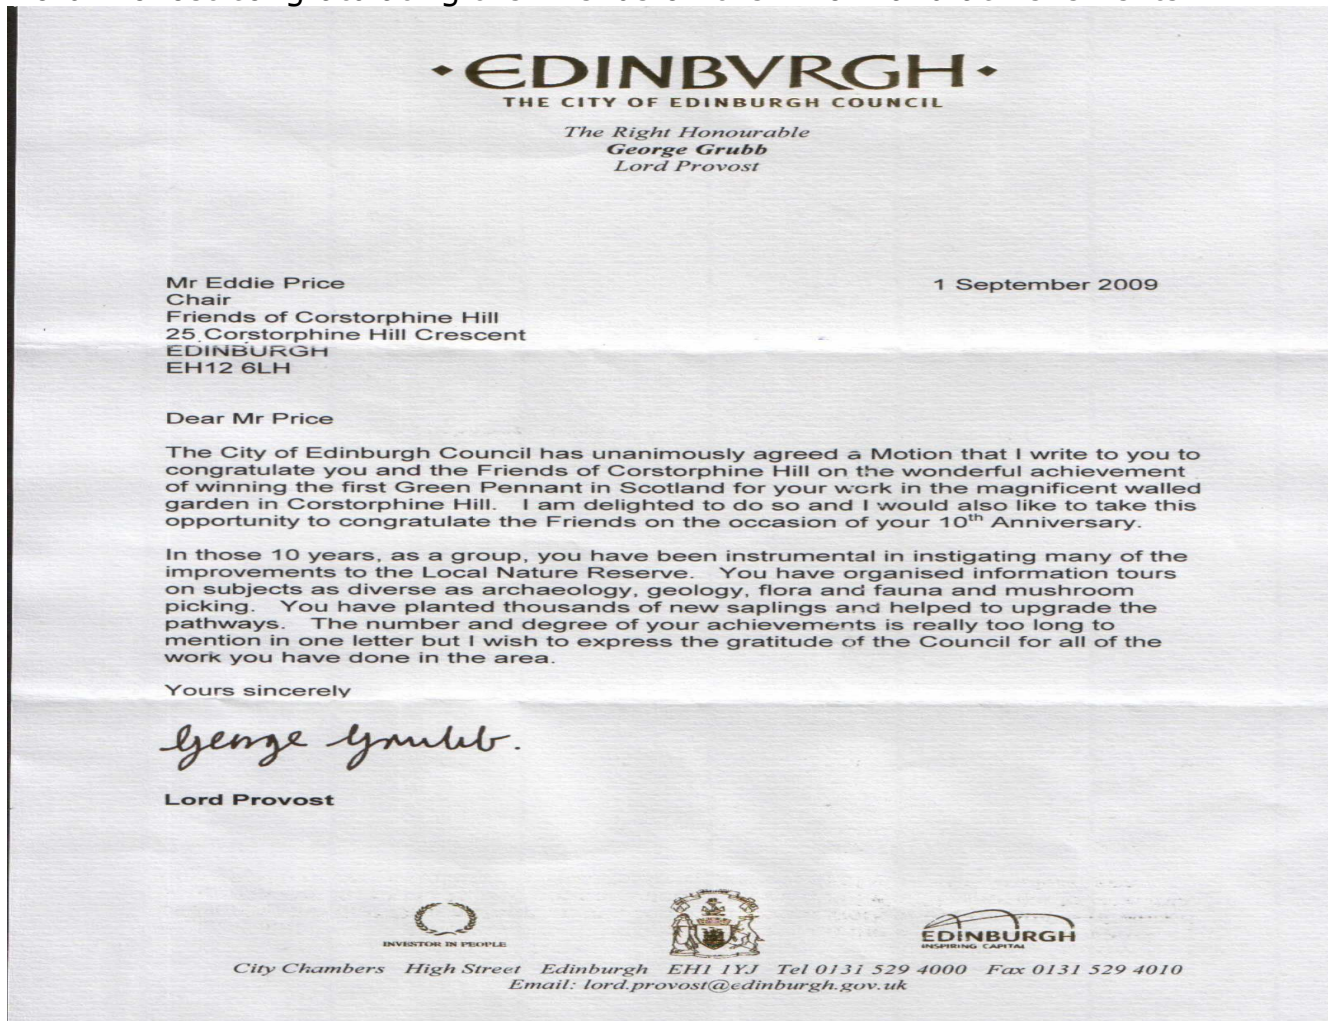 ·EDINBVRGH·
THE CITY OF EDINBURGH COUNCIL
The Right Honourable
George Grubb
Lord Provost
Mr Eddie Price
1 September 2009
Chair
Friends of Corstorphine Hill
25 Corstorphine Hill Crescent
EDINBURGH
EH12 6LH
Dear Mr Price
The City of Edinburgh Council has unanimously agreed a Motion that I write to you to
congratulate you and the Friends of Corstorphine Hill on the wonderful achievement
of winning the first Green Pennant in Scotland for your work in the magnificent walled
garden in Corstorphine Hill. I am delighted to do so and I would also like to take this
opportunity to congratulate the Friends on the occasion of your 10th Anniversary.
In those 10 years, as a group, you have been instrumental in instigating many of the
improvements to the Local Nature Reserve. You have organised information tours
on subjects as diverse as archaeology, geology, flora and fauna and mushroom
picking. You have planted thousands of new saplings and helped to upgrade the
pathways. The number and degree of your achievements is really too long to
mention in one letter but I wish to express the gratitude of the Council for all of the
work you have done in the area.
Yours sincerely
George Grubb.
Lord Provost
INVESTOR IN PEOPLE
EDINBURGH
INSPIRING CAPITAL
City Chambers High Street Edinburgh EH1 1YJ Tel 0131 529 4000 Fax 0131 529 4010
Email: lord.provost@edinburgh.gov.uk